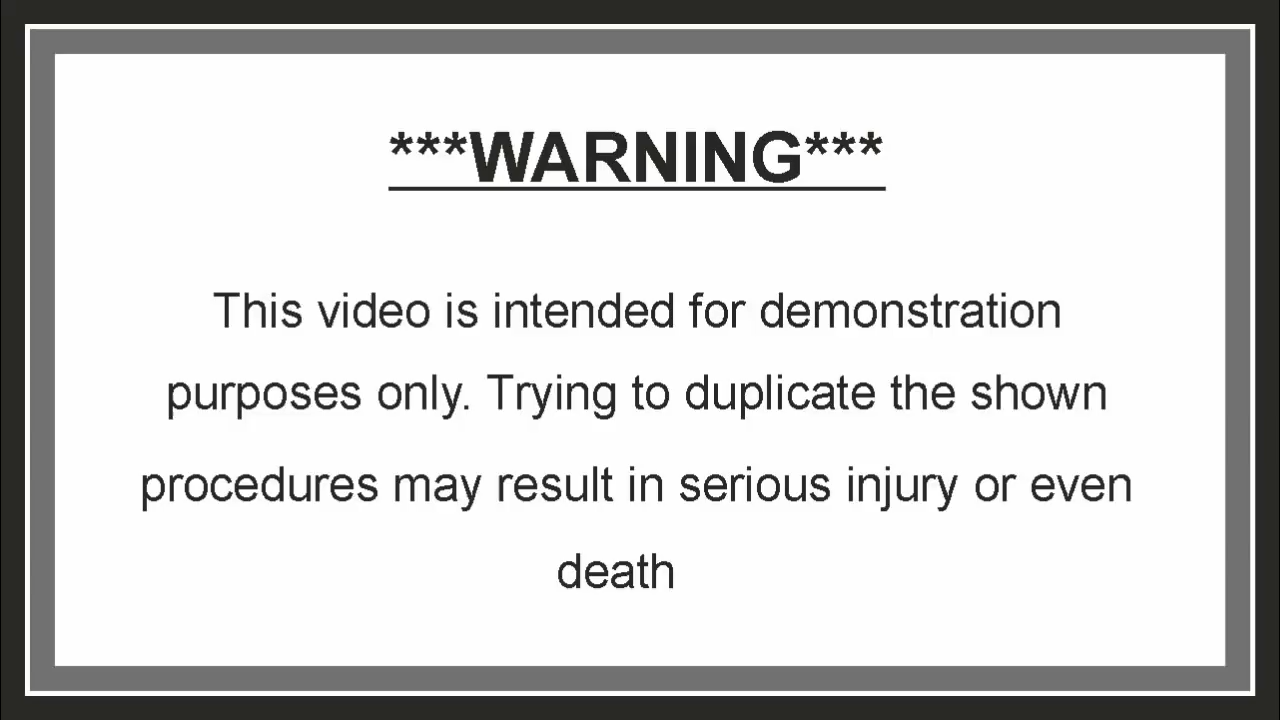 ***WARNING***
This video is intended for demonstration
purposes only. Trying to duplicate the shown
procedures may result in serious injury or even
death